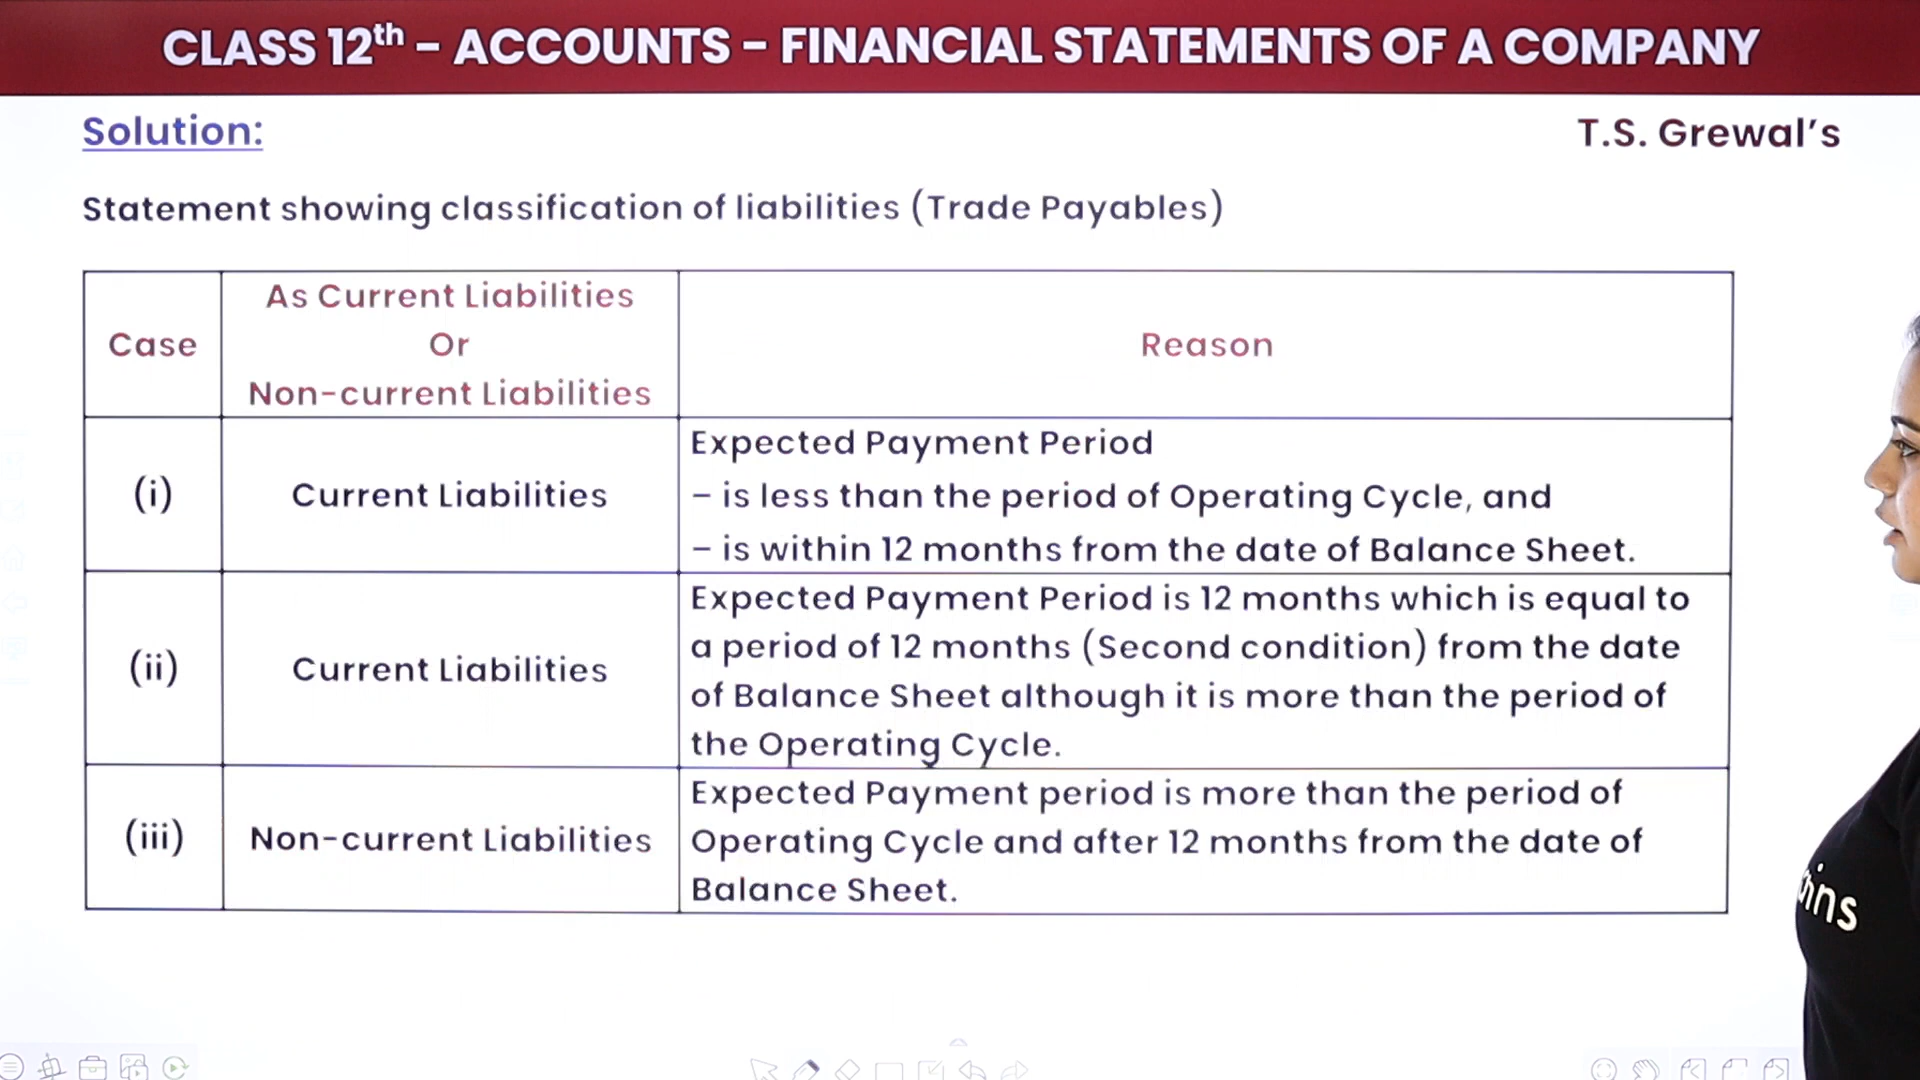 CLASS 12th – ACCOUNTS – FINANCIAL STATEMENTS OF A COMPANY
Solution:
T.S. Grewal's
Statement showing classification of liabilities (Trade Payables)
Case
As Current Liabilities
Or
Non-current Liabilities
Reason
(i)
Current Liabilities
Expected Payment Period
– is less than the period of Operating Cycle, and
– is within 12 months from the date of Balance Sheet.
(ii)
Current Liabilities
Expected Payment Period is 12 months which is equal to
a period of 12 months (Second condition) from the date
of Balance Sheet although it is more than the period of
the Operating Cycle.
(iii)
Non-current Liabilities
Expected Payment period is more than the period of
Operating Cycle and after 12 months from the date of
Balance Sheet.